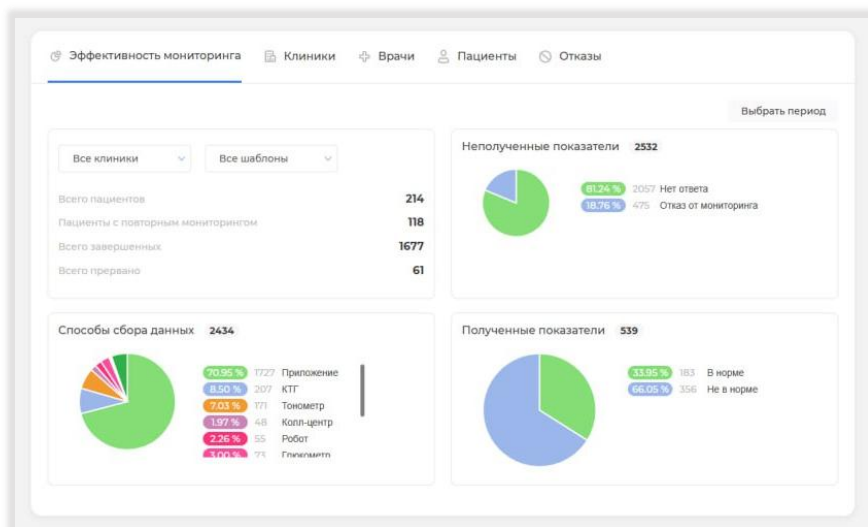 Эффективность мониторинга Клиники Врачи Пациенты Отказы
Выбрать период
Все клиники Все шаблоны
Всего пациентов 214
Пациенты с повторным мониторингом 118
Всего завершенных 1677
Всего прервано 61
Неполученные показатели 2532
81.24 % 2057 Нет ответа
18.76 % 475 Отказ от мониторинга
Способы сбора данных 2434
70.95 % 1727 Приложение
8.50 % 207 КТГ
7.03 % 171 Тонометр
1.97 % 48 Колл-центр
2.26 % 55 Робот
3.00 % 73 Глюкометр
Полученные показатели 539
33.95 % 183 В норме
66.05 % 356 Не в норме